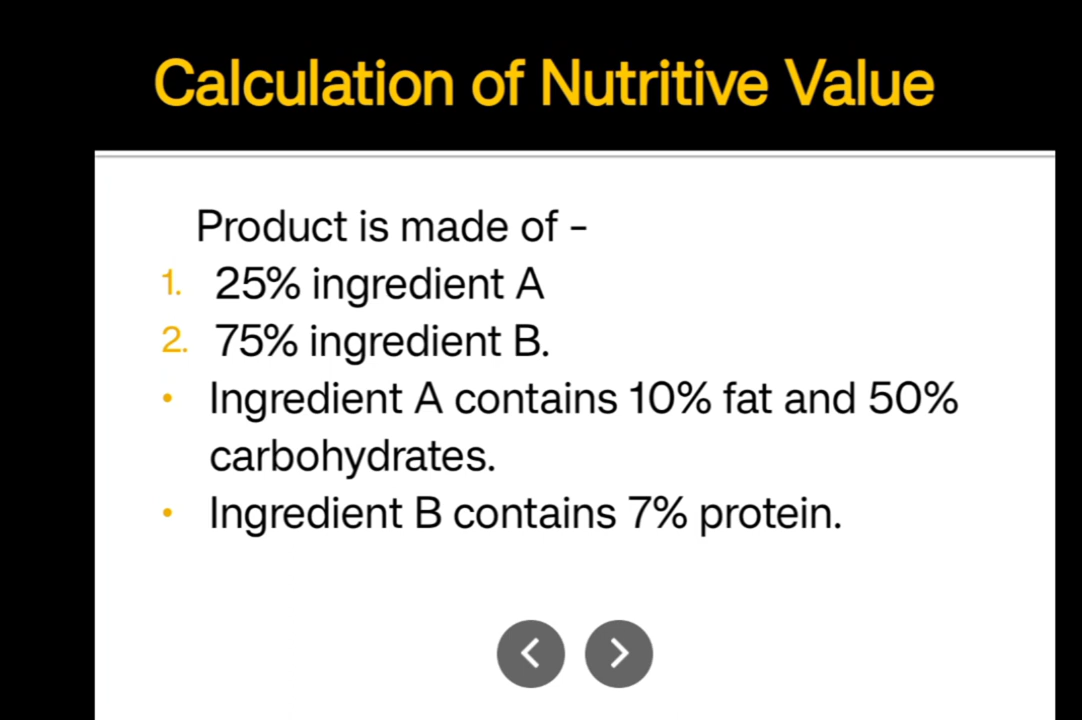 Calculation of Nutritive Value
Product is made of -
1. 25% ingredient A
2. 75% ingredient B.
• Ingredient A contains 10% fat and 50%
carbohydrates.
• Ingredient B contains 7% protein.